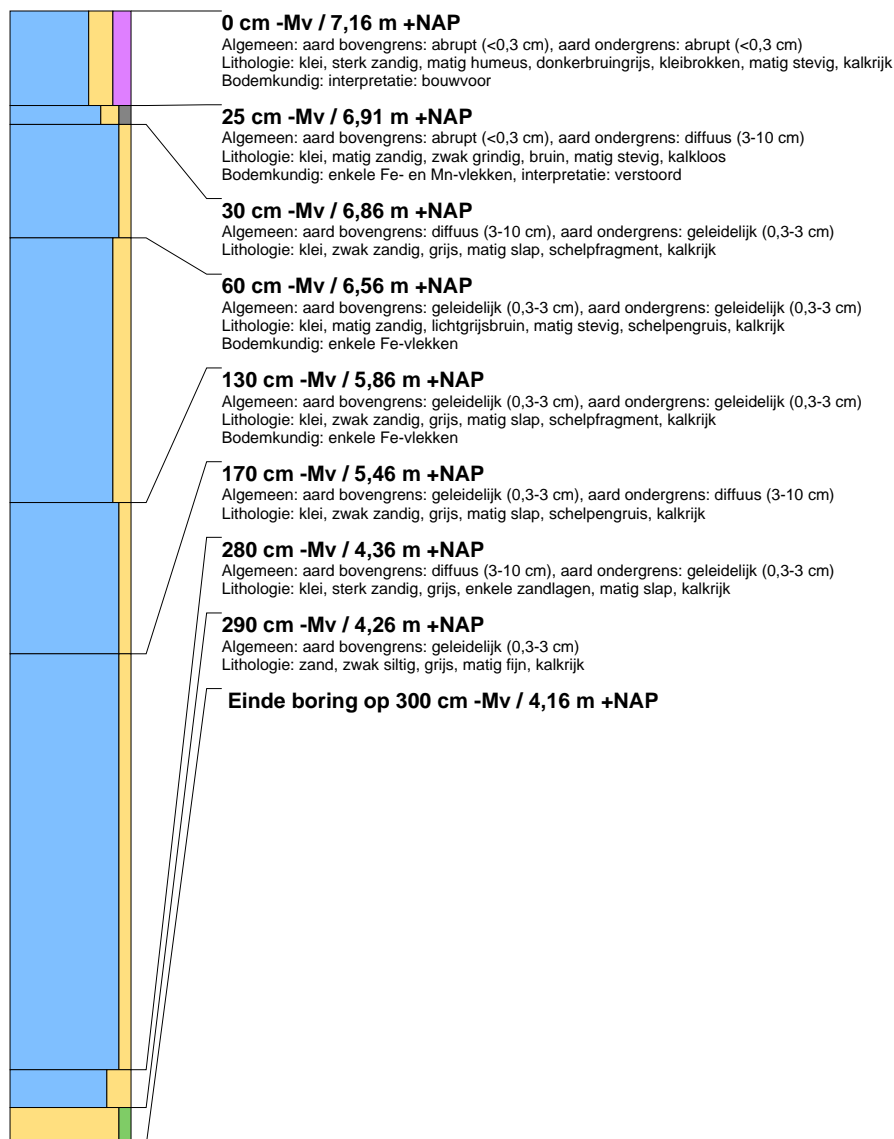 0 cm -Mv / 7,16 m +NAP
Algemeen: aard bovengrens: abrupt (<0,3 cm), aard ondergrens: abrupt (<0,3 cm)
Lithologie: klei, sterk zandig, matig humeus, donkerbruingrijs, kleibrokken, matig stevig, kalkrijk
Bodemkundig: interpretatie: bouwvoor
25 cm -Mv / 6,91 m +NAP
Algemeen: aard bovengrens: abrupt (<0,3 cm), aard ondergrens: diffuus (3-10 cm)
Lithologie: klei, matig zandig, zwak grindig, bruin, matig stevig, kalkloos
Bodemkundig: enkele Fe- en Mn-vlekken, interpretatie: verstoord
30 cm -Mv / 6,86 m +NAP
Algemeen: aard bovengrens: diffuus (3-10 cm), aard ondergrens: geleidelijk (0,3-3 cm)
Lithologie: klei, zwak zandig, grijs, matig slap, schelpfragment, kalkrijk
60 cm -Mv / 6,56 m +NAP
Algemeen: aard bovengrens: geleidelijk (0,3-3 cm), aard ondergrens: geleidelijk (0,3-3 cm)
Lithologie: klei, matig zandig, lichtgrijsbruin, matig stevig, schelpengruis, kalkrijk
Bodemkundig: enkele Fe-vlekken
130 cm -Mv / 5,86 m +NAP
Algemeen: aard bovengrens: geleidelijk (0,3-3 cm), aard ondergrens: geleidelijk (0,3-3 cm)
Lithologie: klei, zwak zandig, grijs, matig slap, schelpfragment, kalkrijk
Bodemkundig: enkele Fe-vlekken
170 cm -Mv / 5,46 m +NAP
Algemeen: aard bovengrens: geleidelijk (0,3-3 cm), aard ondergrens: diffuus (3-10 cm)
Lithologie: klei, zwak zandig, grijs, matig slap, schelpengruis, kalkrijk
280 cm -Mv / 4,36 m +NAP
Algemeen: aard bovengrens: diffuus (3-10 cm), aard ondergrens: geleidelijk (0,3-3 cm)
Lithologie: klei, sterk zandig, grijs, enkele zandlagen, matig slap, kalkrijk
290 cm -Mv / 4,26 m +NAP
Algemeen: aard bovengrens: geleidelijk (0,3-3 cm)
Lithologie: zand, zwak siltig, grijs, matig fijn, kalkrijk
Einde boring op 300 cm -Mv / 4,16 m +NAP